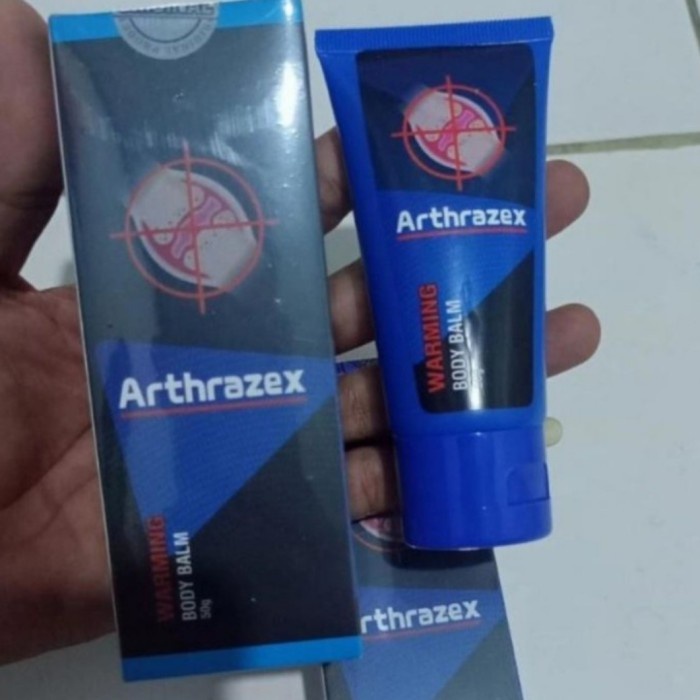 Arthrazex
WARMING
BODY BALM
50g
Arthrazex
WARMING
BODY BALM
rthrazex